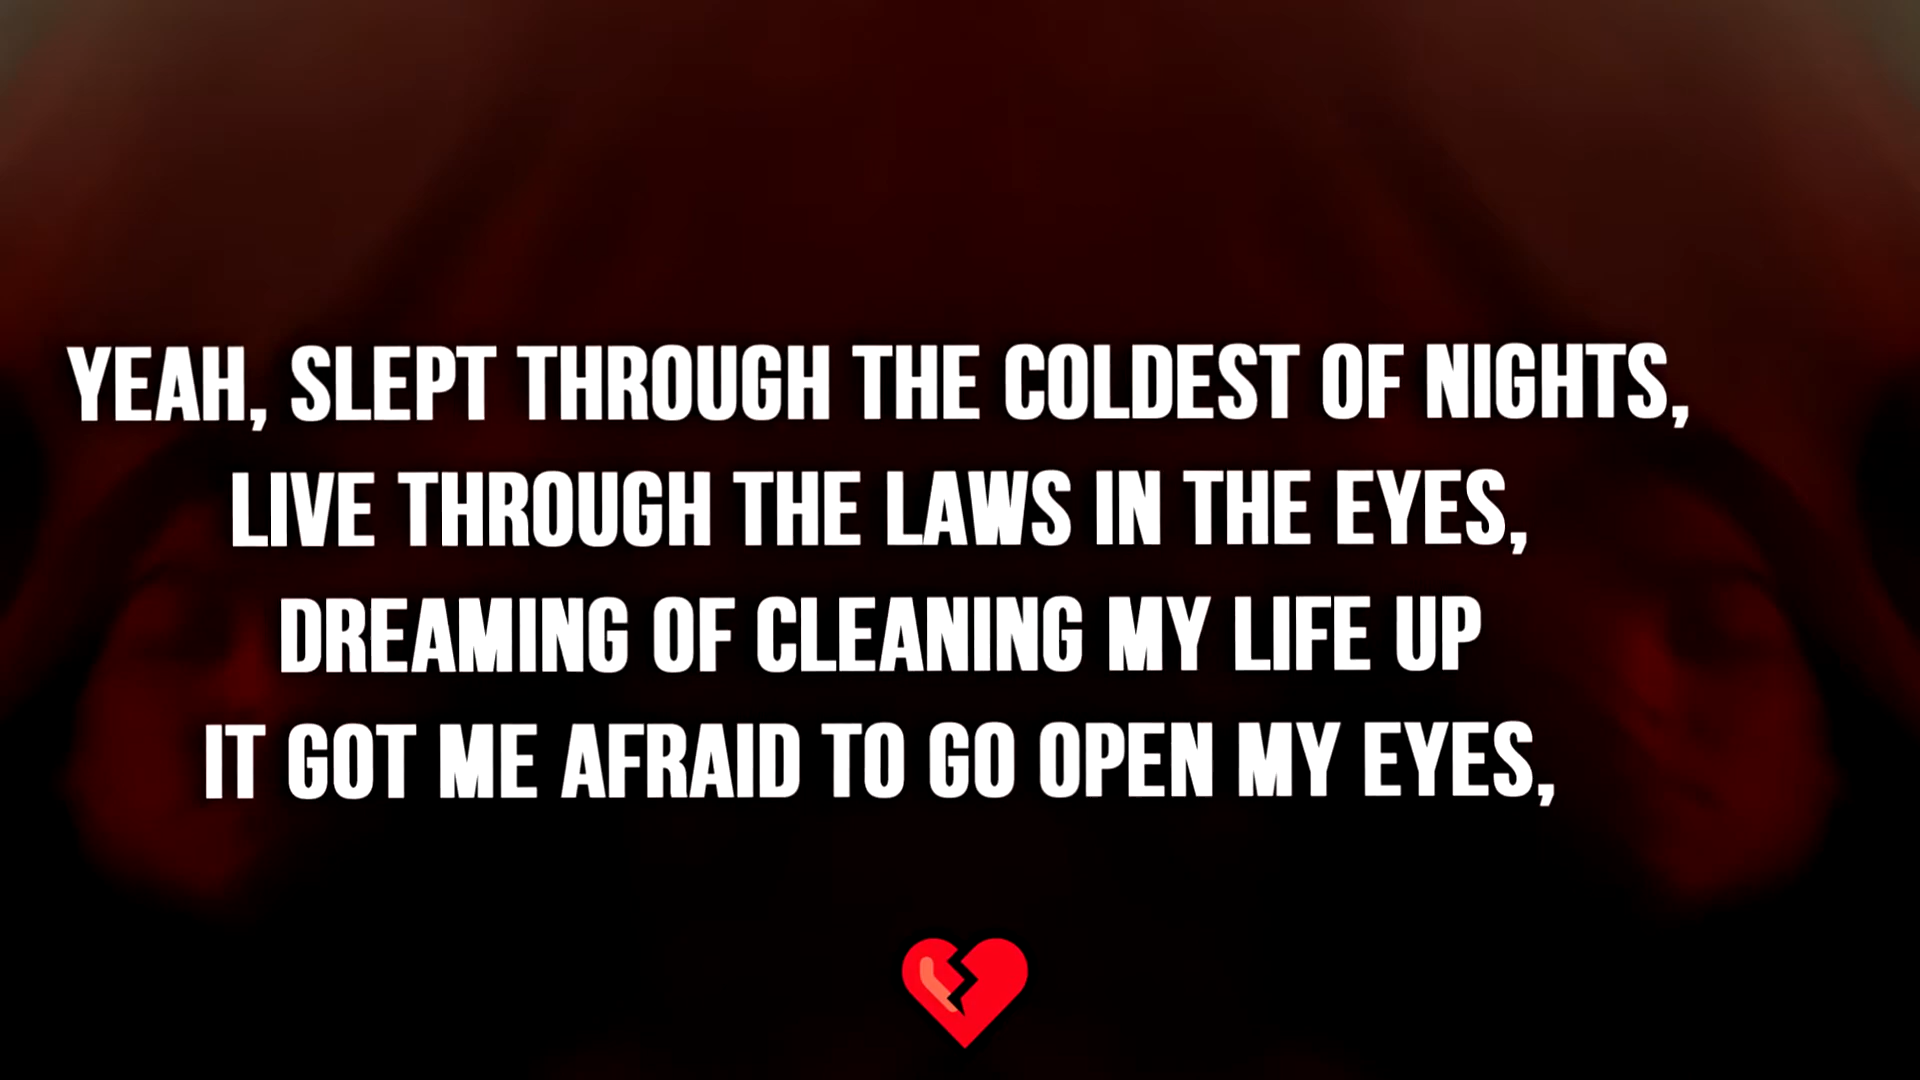 YEAH, SLEPT THROUGH THE COLDEST OF NIGHTS,
LIVE THROUGH THE LAWS IN THE EYES,
DREAMING OF CLEANING MY LIFE UP
IT GOT ME AFRAID TO GO OPEN MY EYES,